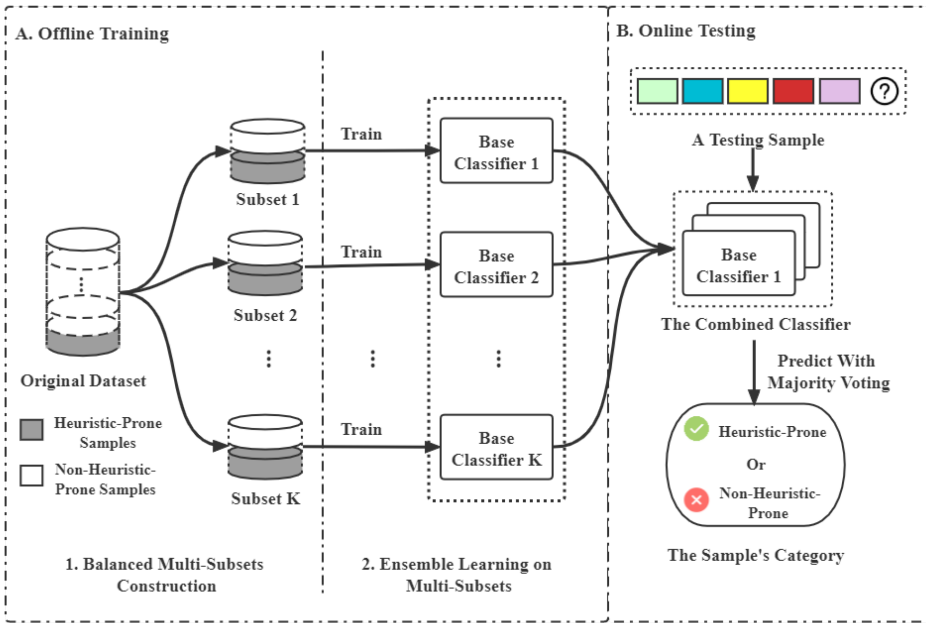 A. Offline Training
B. Online Testing
?
A Testing Sample
Train
Base
Classifier 1
Subset 1
Train
Base
Classifier 2
Subset 2
Base
Classifier 1
The Combined Classifier
Original Dataset
Predict With
Majority Voting
Heuristic-Prone
Samples
Non-Heuristic-
Prone Samples
Train
Base
Classifier K
Subset K
Heuristic-Prone
Or
Non-Heuristic-
Prone
The Sample's Category
1. Balanced Multi-Subsets
Construction
2. Ensemble Learning on
Multi-Subsets